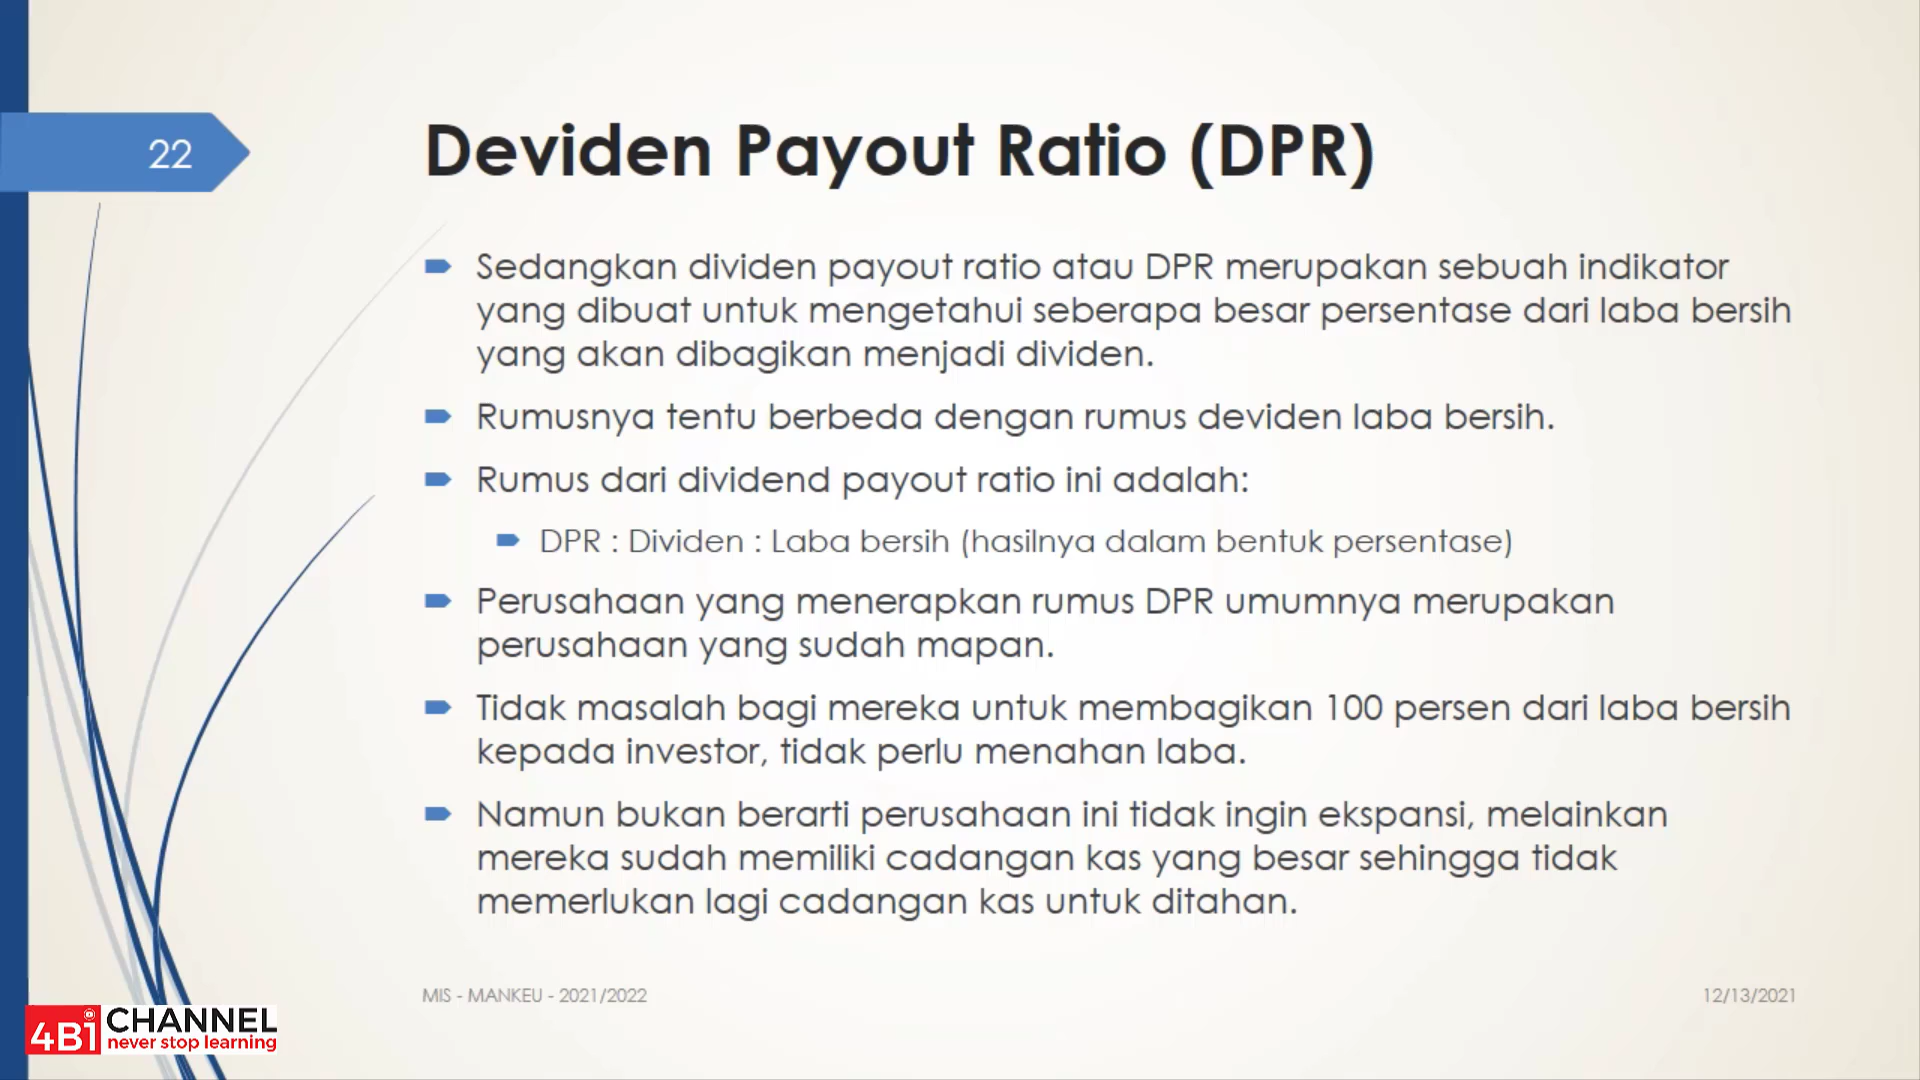 22
Deviden Payout Ratio (DPR)
Sedangkan dividen payout ratio atau DPR merupakan sebuah indikator
yang dibuat untuk mengetahui seberapa besar persentase dari laba bersih
yang akan dibagikan menjadi dividen.
Rumusnya tentu berbeda dengan rumus deviden laba bersih.
Rumus dari dividend payout ratio ini adalah:
DPR : Dividen : Laba bersih (hasilnya dalam bentuk persentase)
Perusahaan yang menerapkan rumus DPR umumnya merupakan
perusahaan yang sudah mapan.
Tidak masalah bagi mereka untuk membagikan 100 persen dari laba bersih
kepada investor, tidak perlu menahan laba.
Namun bukan berarti perusahaan ini tidak ingin ekspansi, melainkan
mereka sudah memiliki cadangan kas yang besar sehingga tidak
memerlukan lagi cadangan kas untuk ditahan.
MIS - MANKEU - 2021/2022
12/13/2021
4Bi CHANNEL
never stop learning